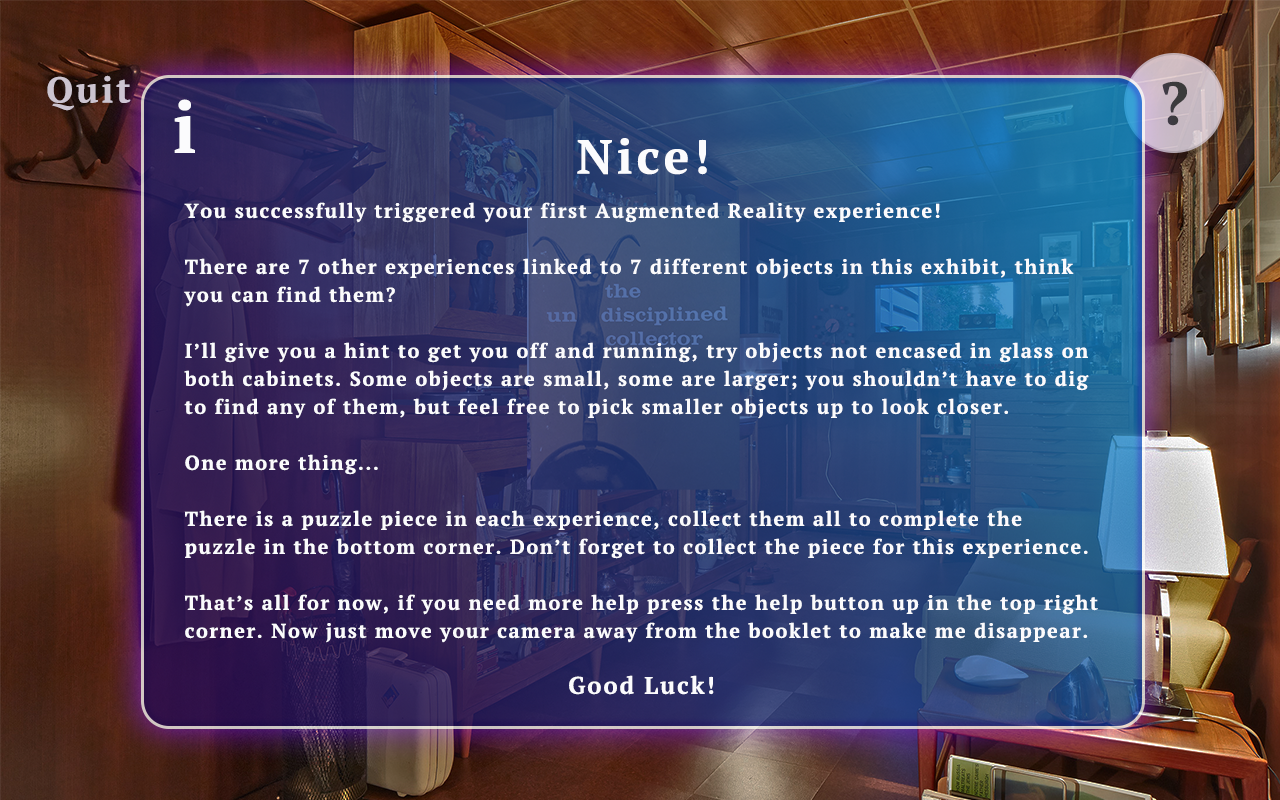 Quit
?
i
Nice!
You successfully triggered your first Augmented Reality experience!
There are 7 other experiences linked to 7 different objects in this exhibit, think
you can find them?
I’ll give you a hint to get you off and running, try objects not encased in glass on
both cabinets. Some objects are small, some are larger; you shouldn’t have to dig
to find any of them, but feel free to pick smaller objects up to look closer.
One more thing...
There is a puzzle piece in each experience, collect them all to complete the
puzzle in the bottom corner. Don’t forget to collect the piece for this experience.
That’s all for now, if you need more help press the help button up in the top right
corner. Now just move your camera away from the booklet to make me disappear.
Good Luck!
the
un disciplined
collector